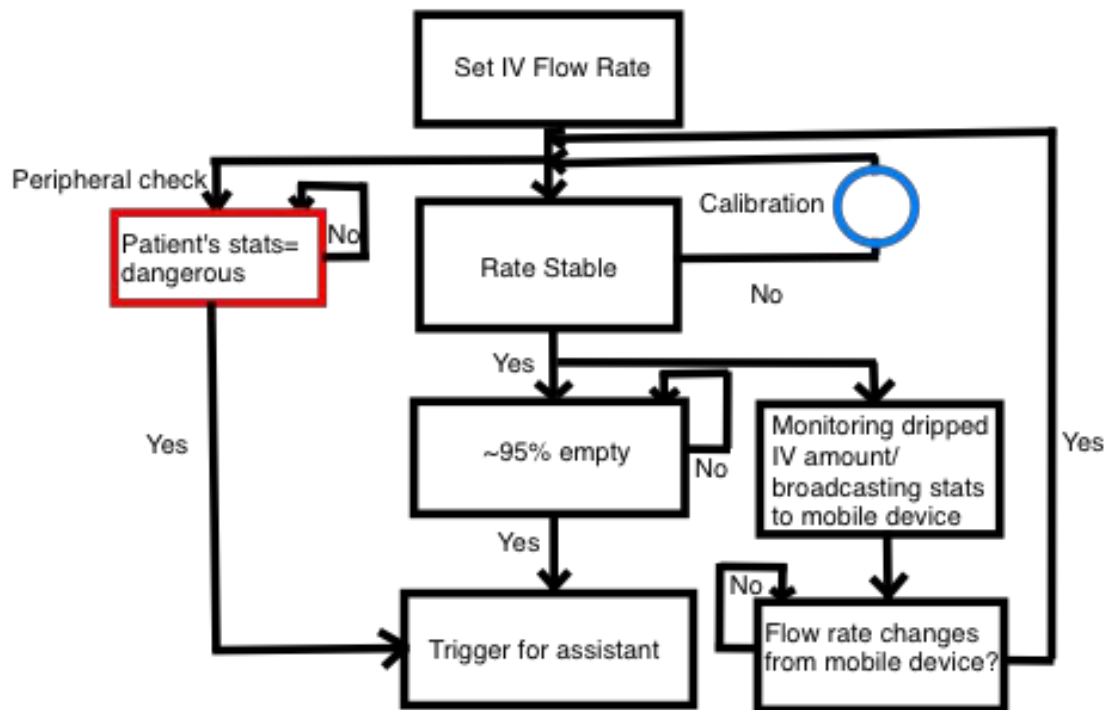 Set IV Flow Rate
Peripheral check
Patient's stats=
dangerous
No
Rate Stable
Calibration
No
Yes
~95% empty
No
Monitoring dripped
IV amount/
broadcasting stats
to mobile device
Yes
Yes
Yes
Trigger for assistant
No
Flow rate changes
from mobile device?